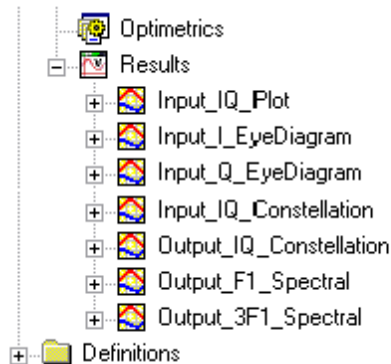 Optimetrics
Results
Input_IQ_Plot
Input_I_EyeDiagram
Input_Q_EyeDiagram
Input_IQ_Constellation
Output_IQ_Constellation
Output_F1_Spectral
Output_3F1_Spectral
Definitions